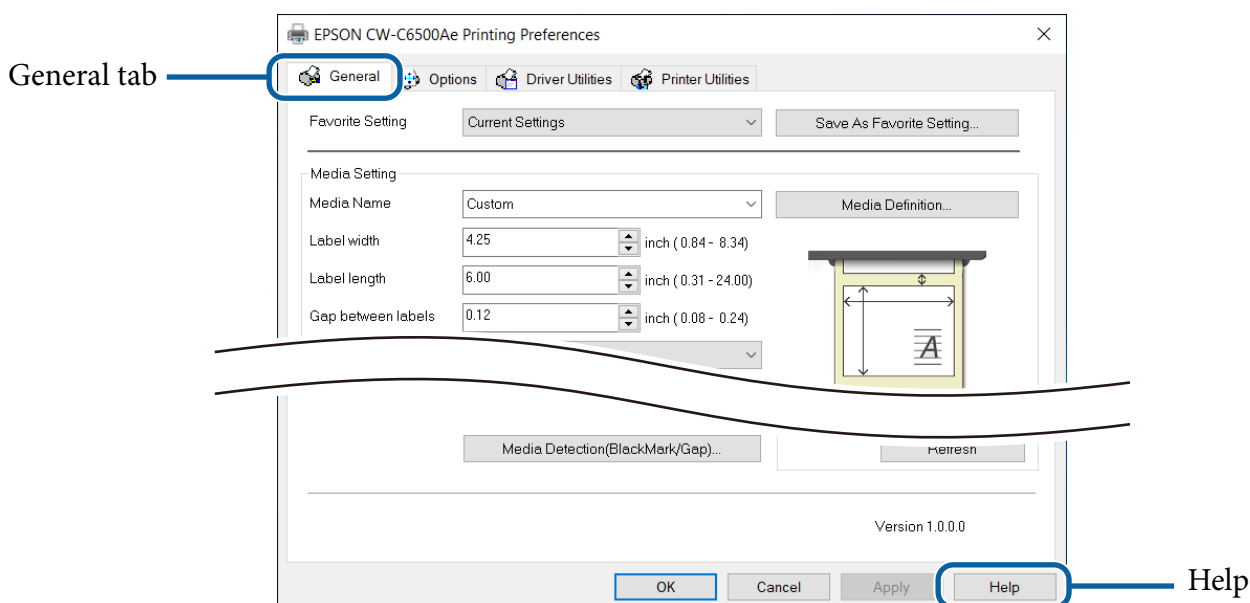 EPSON CW-C6500Ae Printing Preferences
General tab
General Options Driver Utilities Printer Utilities
Favorite Setting Current Settings Save As Favorite Setting...
Media Setting
Media Name Custom Media Definition...
Label width 4.25 inch ( 0.84 - 8.34)
Label length 6.00 inch ( 0.31 - 24.00)
Gap between labels 0.12 inch ( 0.08 - 0.24)
A
Media Detection(BlackMark/Gap)... Refresh
Version 1.0.0.0
OK Cancel Apply Help
Help